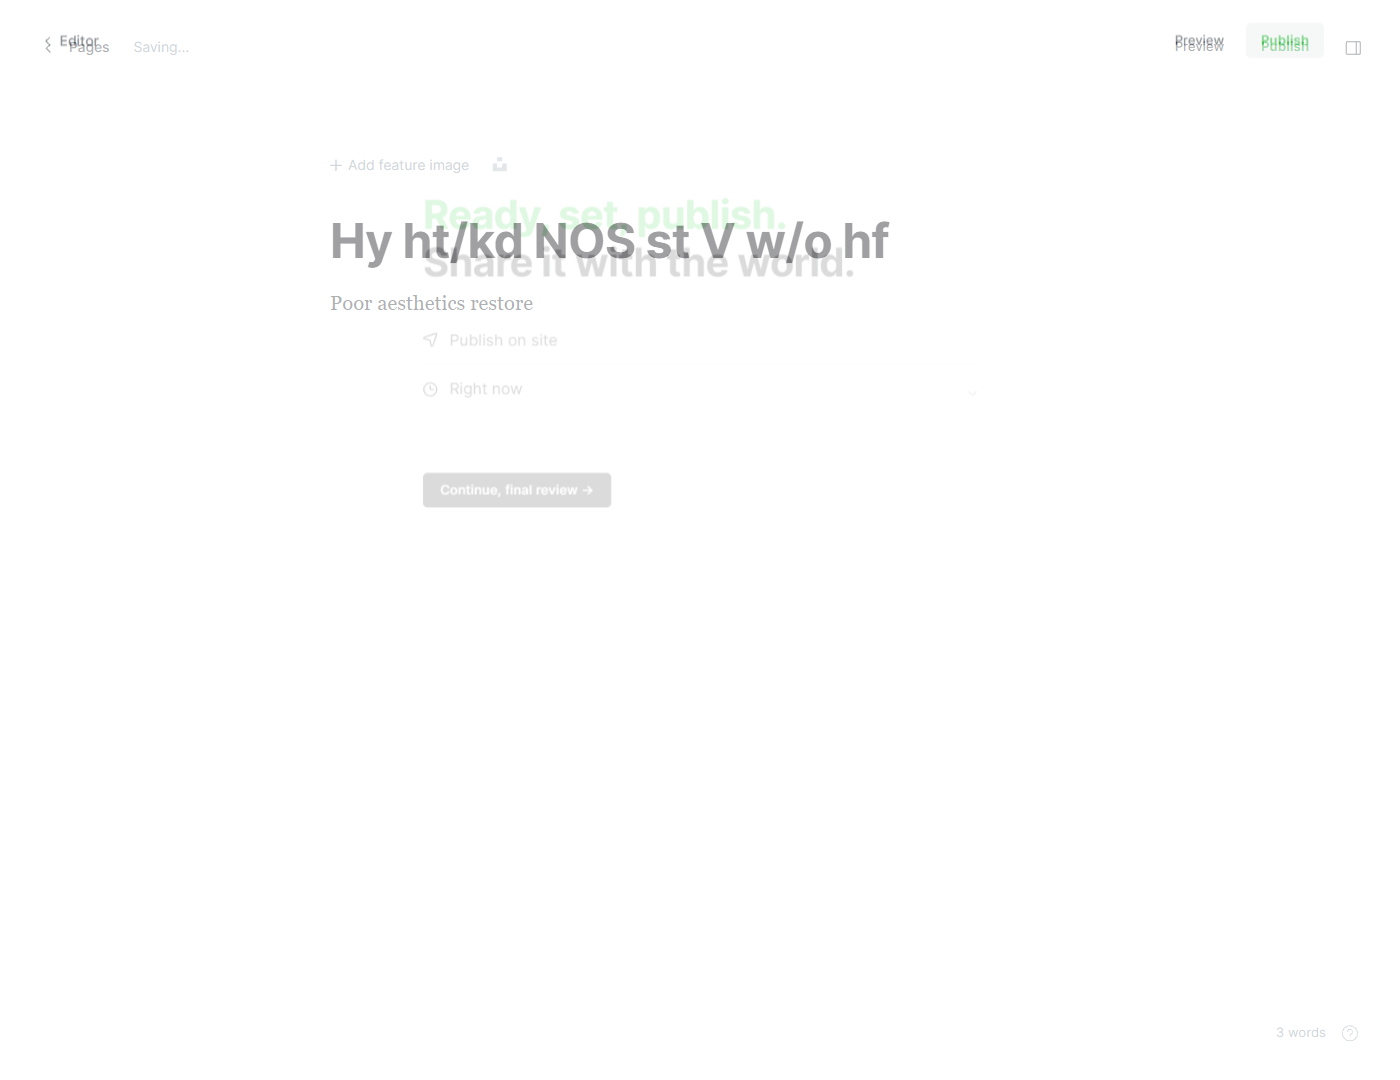 Editor
Pages Saving...
Preview Publish
Preview Publish
Add feature image
Ready, set, publish.
Hy ht/kd NOS st V w/o hf
Share it with the world.
Poor aesthetics restore
Publish on site
Right now
Continue, final review →
3 words